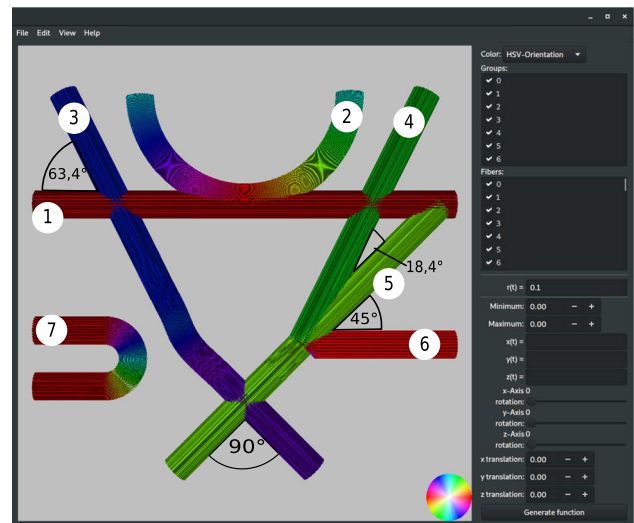 File Edit View Help
Color: HSV-Orientation
Groups:
0
1
2
3
4
5
6
Fibers:
0
1
2
3
4
5
6
r(t) = 0.1
Minimum: 0.00 − +
Maximum: 0.00 − +
x(t) =
y(t) =
z(t) =
x-Axis 0
rotation:
y-Axis 0
rotation:
z-Axis 0
rotation:
x translation: 0.00 − +
y translation: 0.00 − +
z translation: 0.00 − +
Generate function
3
2
4
63,4°
1
18,4°
5
45°
7
6
90°